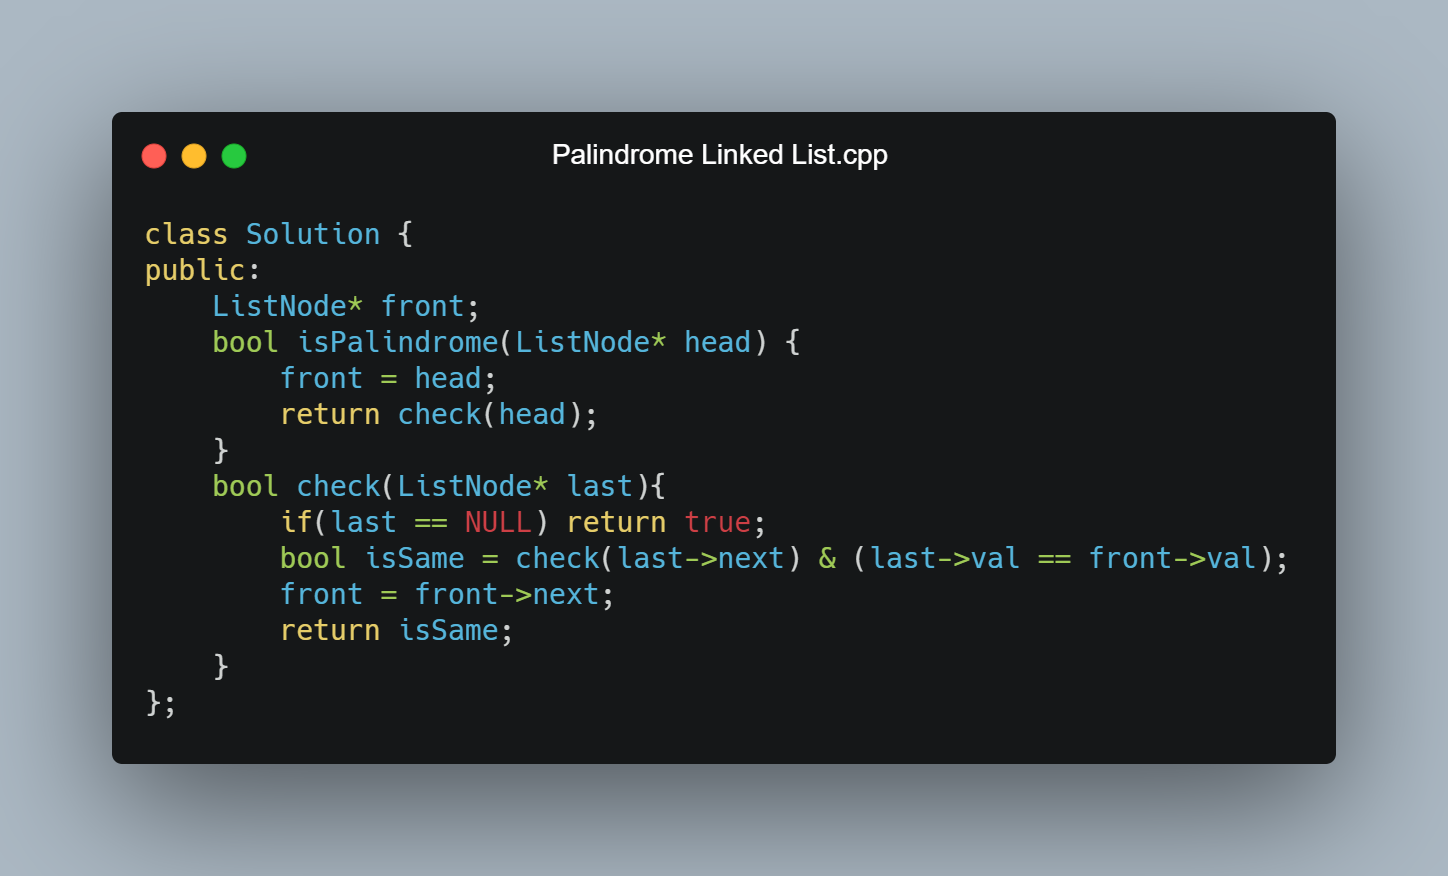 Palindrome Linked List.cpp
class Solution {
public:
    ListNode* front;
    bool isPalindrome(ListNode* head) {
        front = head;
        return check(head);
    }
    bool check(ListNode* last){
        if(last == NULL) return true;
        bool isSame = check(last->next) & (last->val == front->val);
        front = front->next;
        return isSame;
    }
};